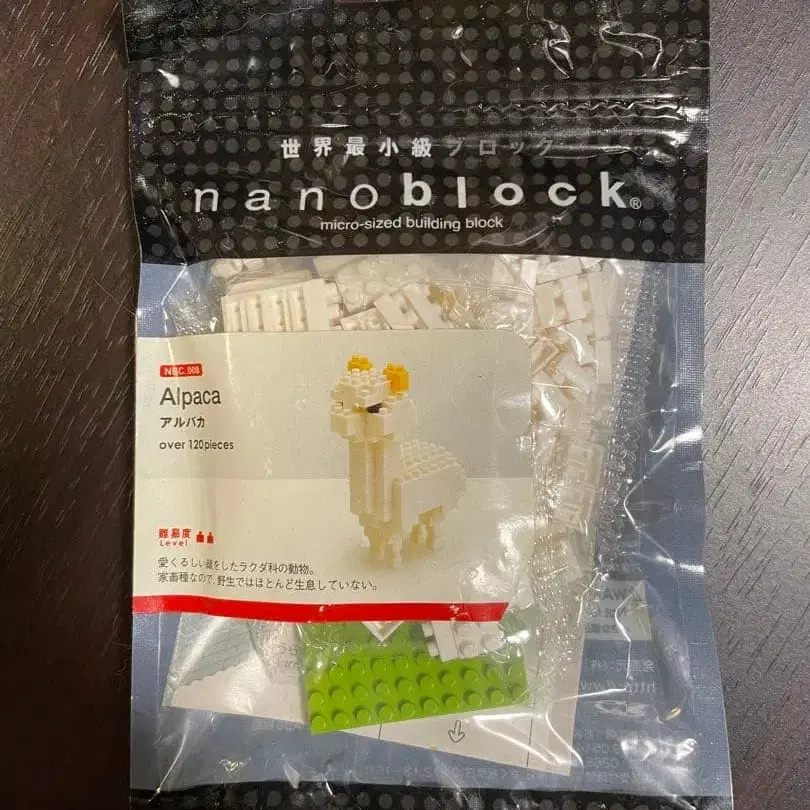 世界最小級ブロック
nanoblock®
micro-sized building block
NBC_008
Alpaca
アルパカ
over 120pieces
難易度
Level
愛くるしい蔵をしたラクダ科の動物。
家畜種なので、野生ではほとんど生息していない。